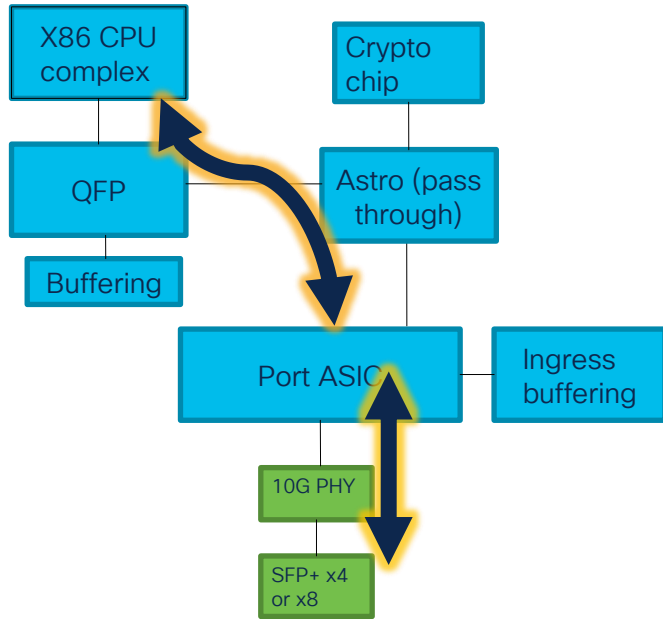 X86 CPU
complex
Crypto
chip
QFP
Astro (pass
through)
Buffering
Port ASIC
Ingress
buffering
10G PHY
SFP+ x4
or x8